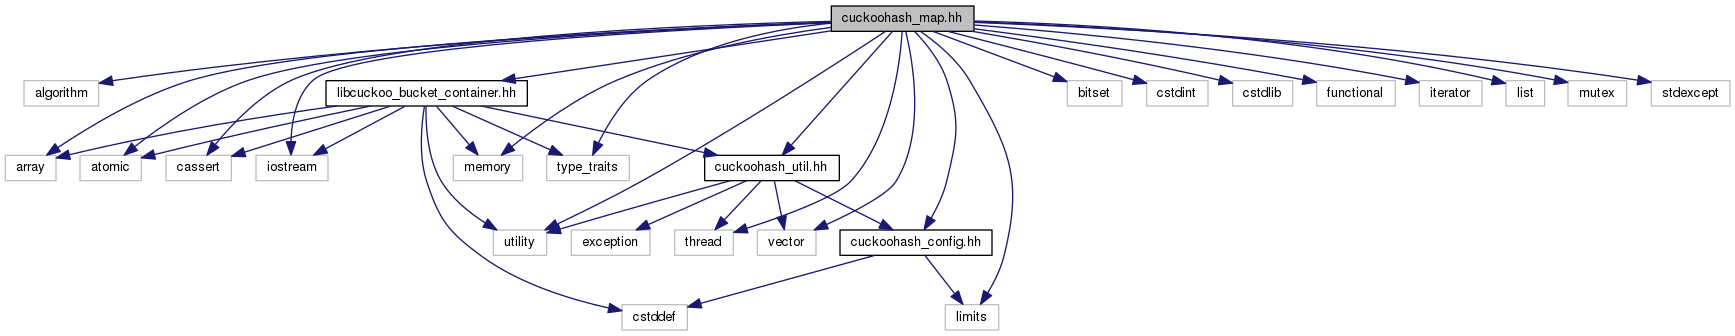 cuckoohash_map.hh
algorithm
libcuckoo_bucket_container.hh
bitset
cstdint
cstdlib
functional
iterator
list
mutex
stdexcept
array
atomic
cassert
iostream
memory
type_traits
cuckoohash_util.hh
utility
exception
thread
vector
cuckoohash_config.hh
cstddef
limits